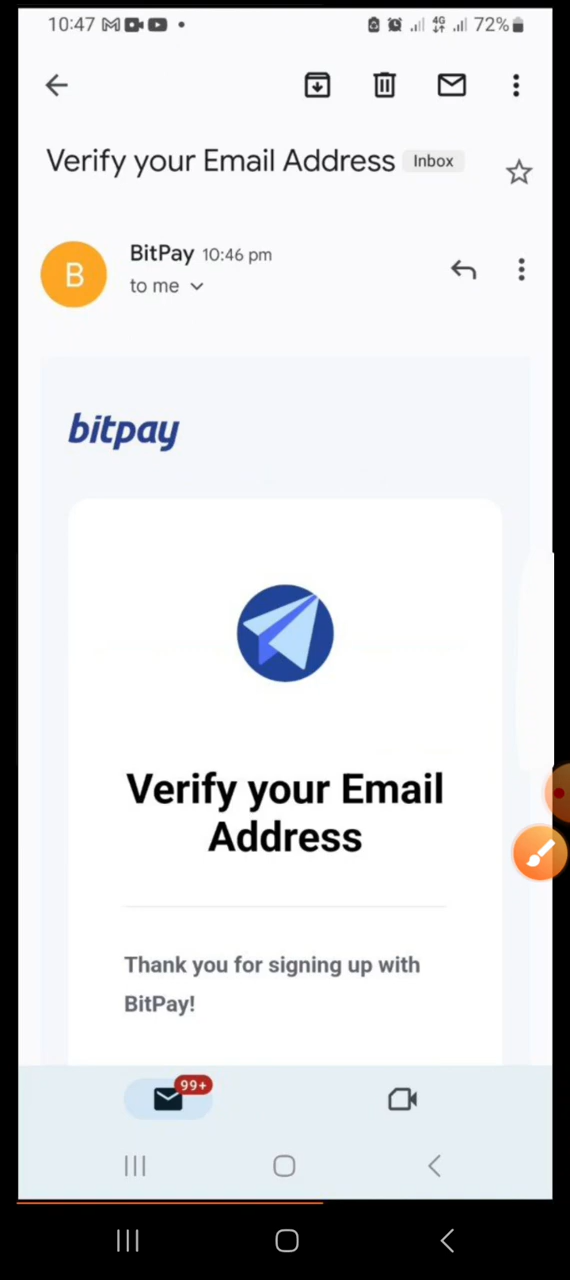 10:47 4G 72%
Verify your Email Address Inbox
B
BitPay 10:46 pm
to me
bitpay
Verify your Email
Address
Thank you for signing up with
BitPay!
99+